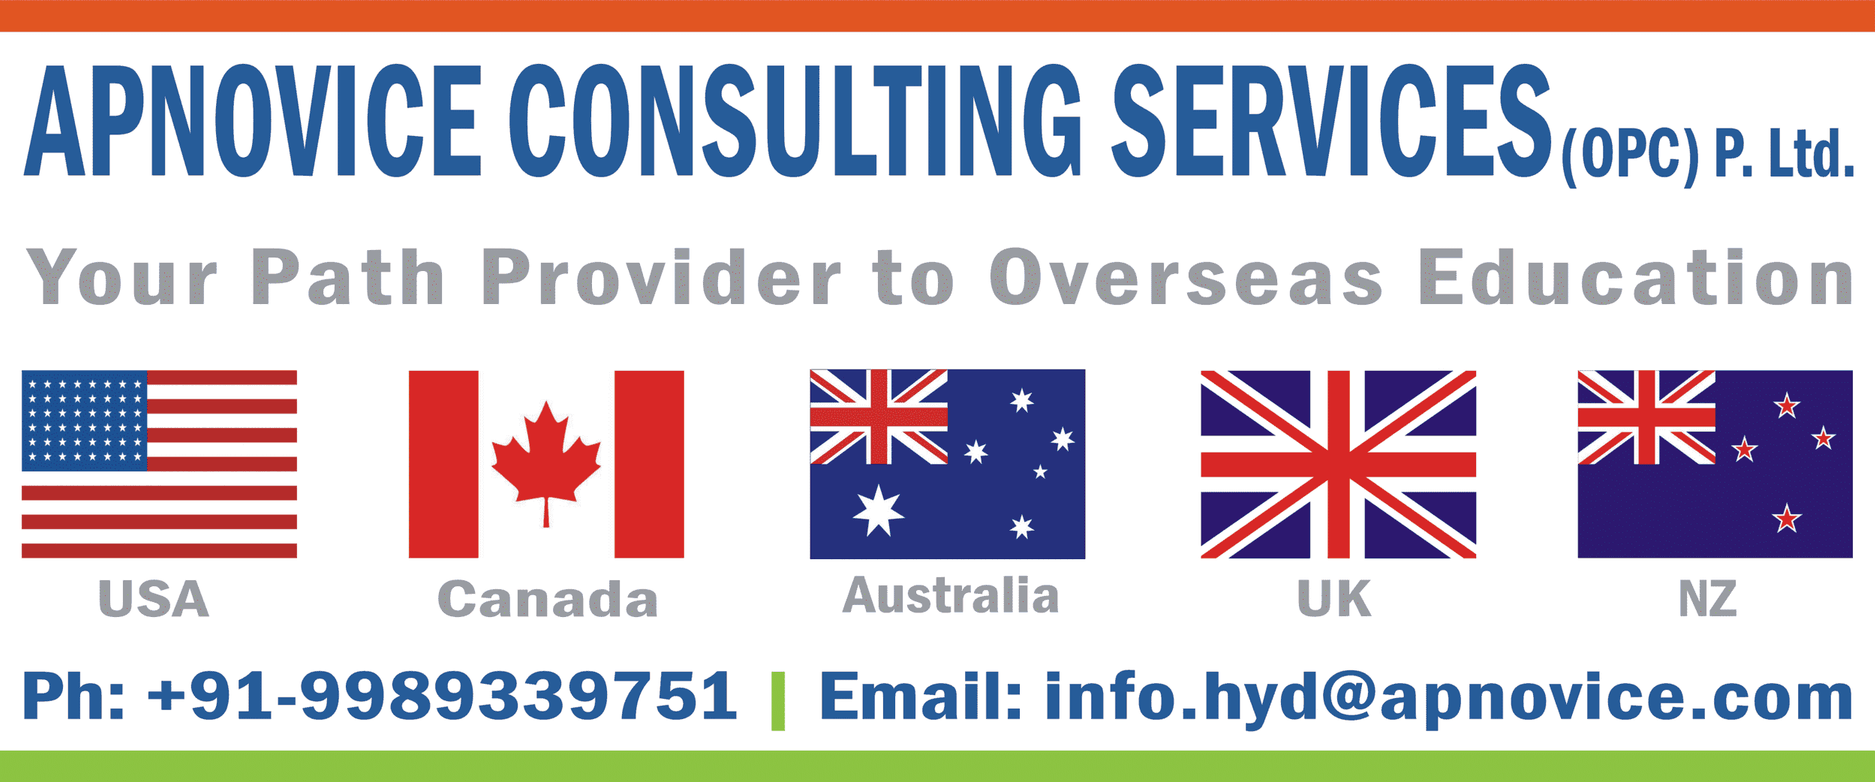 APNOVICE CONSULTING SERVICES (OPC) P. Ltd.
Your Path Provider to Overseas Education
USA Canada Australia UK NZ
Ph: +91-9989339751 | Email: info.hyd@apnovice.com